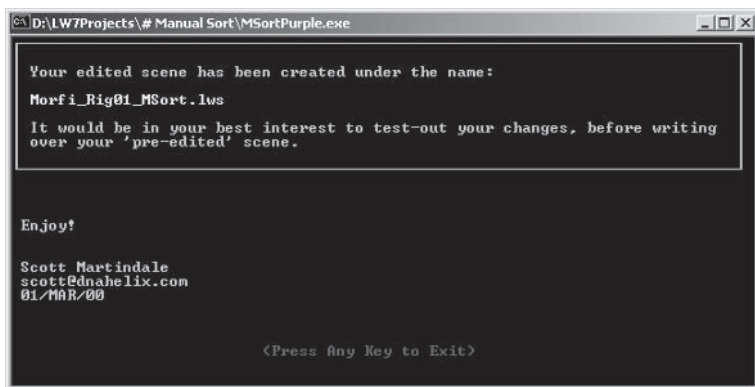 D:\LW7Projects\# Manual Sort\MSortPurple.exe
Your edited scene has been created under the name:
Morfi_Rig01_MSort.lws
It would be in your best interest to test-out your changes, before writing
over your 'pre-edited' scene.
Enjoy!
Scott Martindale
scott@dnahelix.com
01/MAR/00
<Press Any Key to Exit>